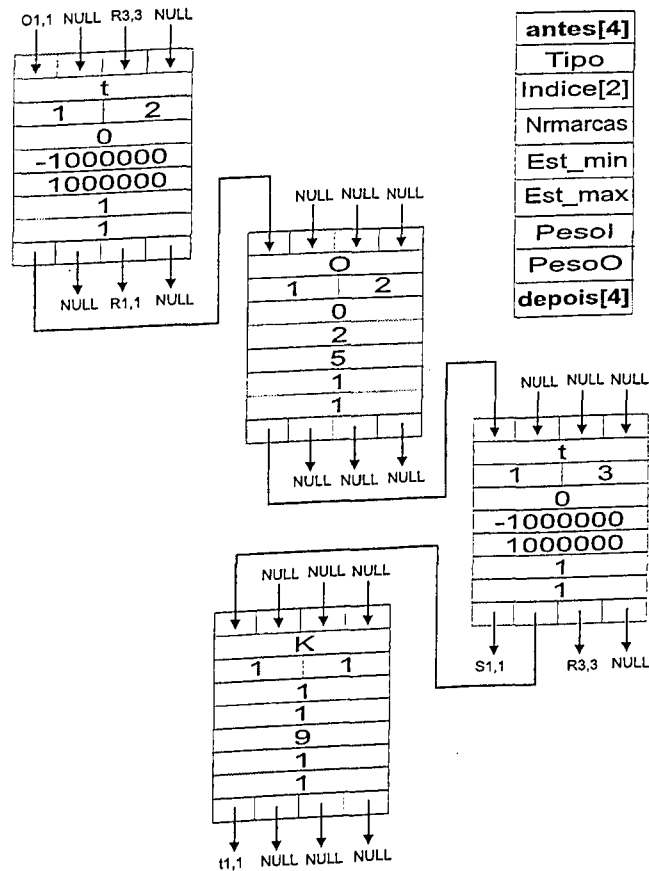 O1,1 NULL R3,3 NULL
t
1 2
0
-1000000
1000000
1
1
NULL R1,1 NULL
antes[4]
Tipo
Indice[2]
Nrmarcas
Est_min
Est_max
PesoI
PesoO
depois[4]
NULL NULL NULL
O
1 2
0
2
5
1
1
NULL NULL NULL
NULL NULL NULL
t
1 3
0
-1000000
1000000
1
1
S1,1 R3,3 NULL
NULL NULL NULL
K
1 1
1
1
9
1
1
t1,1 NULL NULL NULL